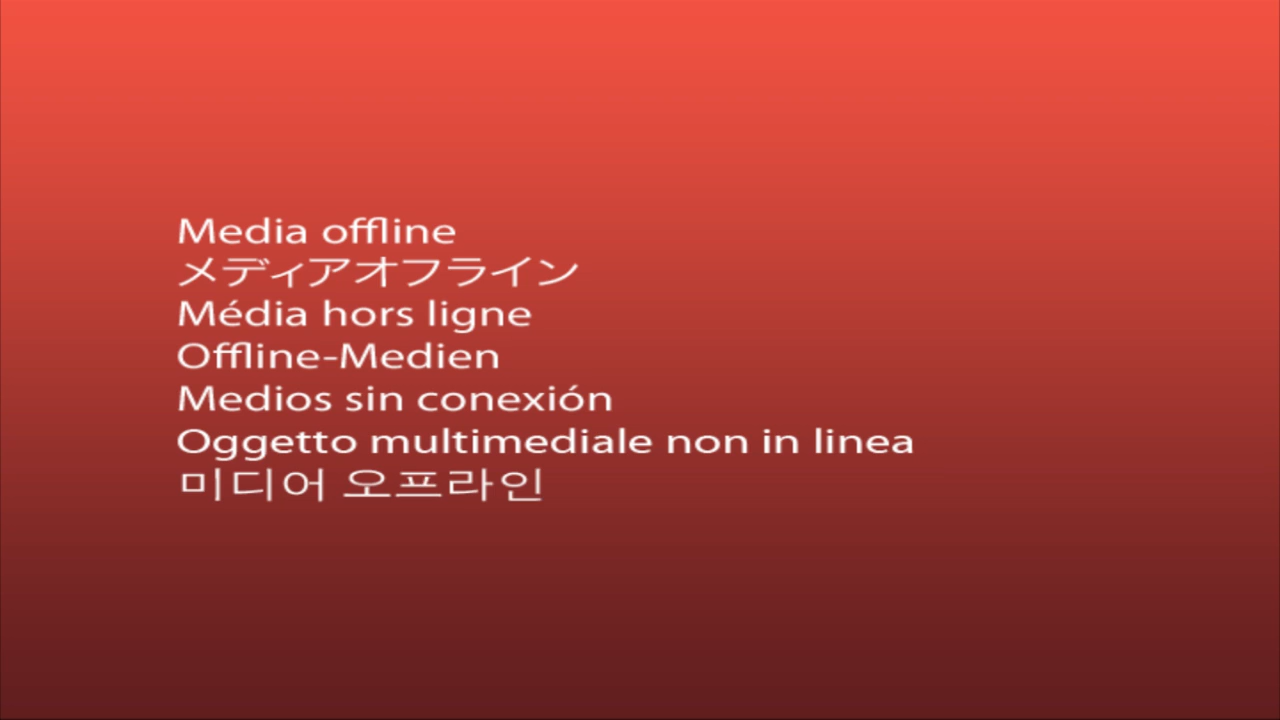 Media offline
メディアオフライン
Média hors ligne
Offline-Medien
Medios sin conexión
Oggetto multimediale non in linea
미디어 오프라인